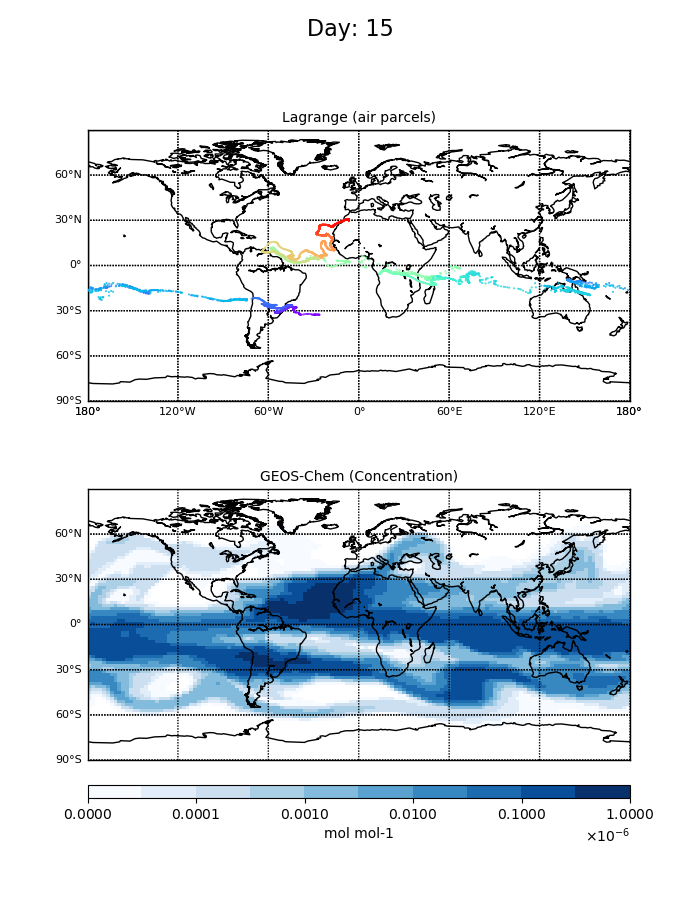 Day: 15
Lagrange (air parcels)
60°N
30°N
0°
30°S
60°S
90°S
180° 120°W 60°W 0° 60°E 120°E 180°
GEOS-Chem (Concentration)
60°N
30°N
0°
30°S
60°S
90°S
0.0000 0.0001 0.0010 0.0100 0.1000 1.0000
mol mol-1 ×10⁻⁶